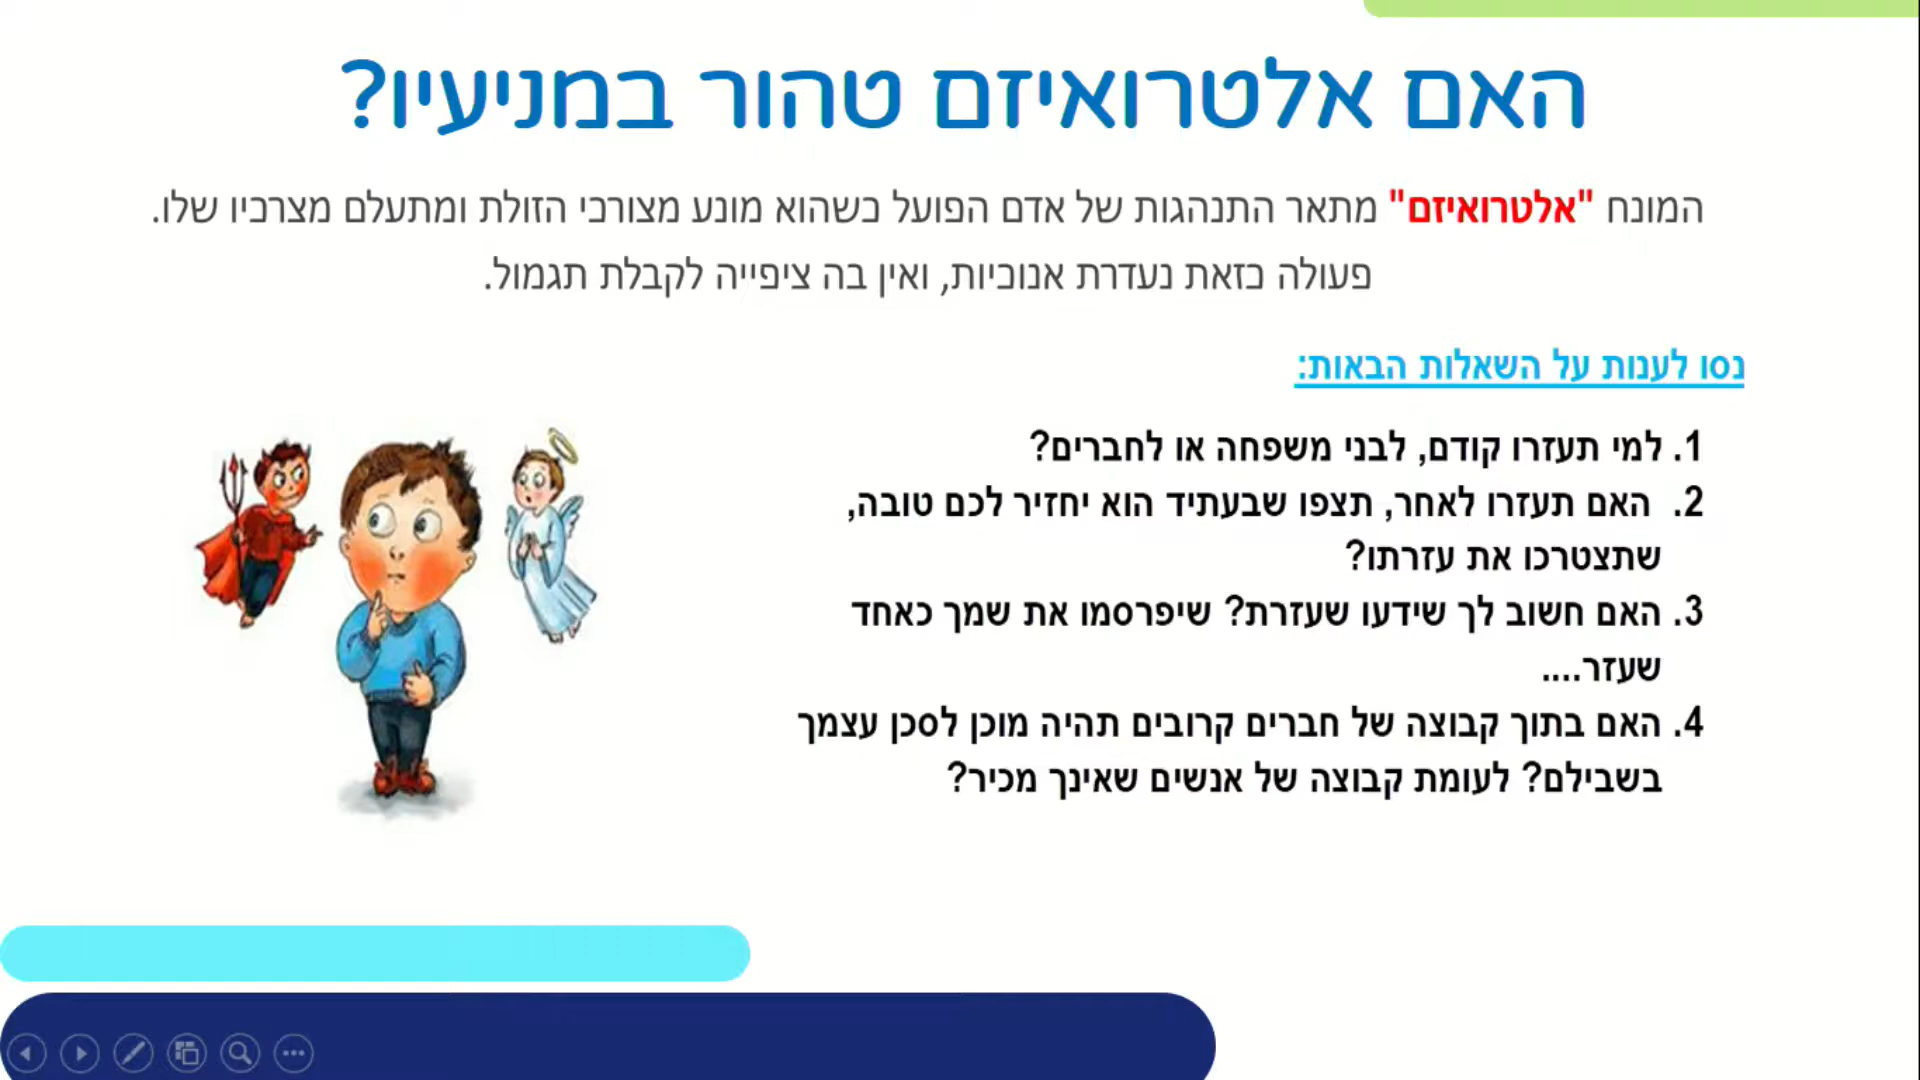 האם אלטרואיזם טהור במניעיו?
המונח "אלטרואיזם" מתאר התנהגות של אדם הפועל כשהוא מונע מצורכי הזולת ומתעלם מצרכיו שלו.
פעולה כזאת נעדרת אנוכיות, ואין בה ציפייה לקבלת תגמול.
נסו לענות על השאלות הבאות:
1. למי תעזרו קודם, לבני משפחה או לחברים?
2. האם תעזרו לאחר, תצפו שבעתיד הוא יחזיר לכם טובה,
שתצטרכו את עזרתו?
3. האם חשוב לך שידעו שעזרת? שיפרסמו את שמך כאחד
שעזר....
4. האם בתוך קבוצה של חברים קרובים תהיה מוכן לסכן עצמך
בשבילם? לעומת קבוצה של אנשים שאינך מכיר?